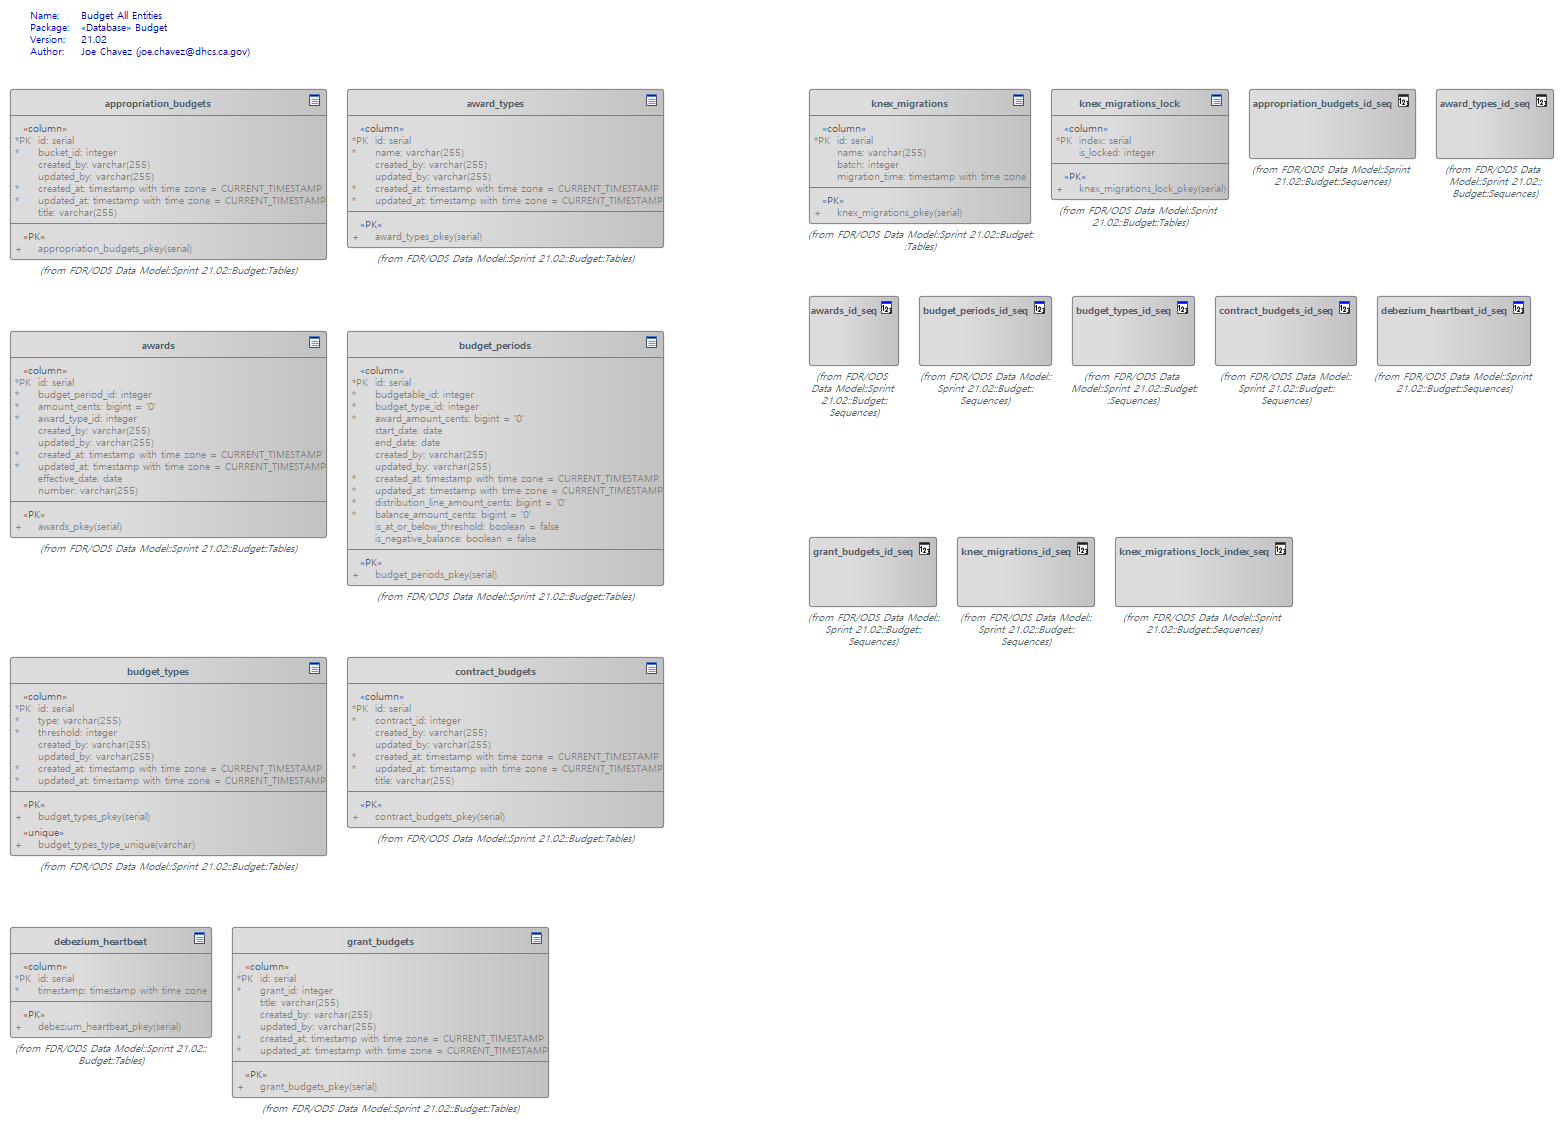 Name: Budget All Entities
Package: «Database» Budget
Version: 21.02
Author: Joe Chavez (joe.chavez@dhcs.ca.gov)
appropriation_budgets
«column»
*PK id: serial
* bucket_id: integer
created_by: varchar(255)
updated_by: varchar(255)
* created_at: timestamp with time zone = CURRENT_TIMESTAMP
* updated_at: timestamp with time zone = CURRENT_TIMESTAMP
title: varchar(255)
«PK»
+ appropriation_budgets_pkey(serial)
(from FDR/ODS Data Model::Sprint 21.02::Budget::Tables)
award_types
«column»
*PK id: serial
* name: varchar(255)
created_by: varchar(255)
updated_by: varchar(255)
* created_at: timestamp with time zone = CURRENT_TIMESTAMP
* updated_at: timestamp with time zone = CURRENT_TIMESTAMP
«PK»
+ award_types_pkey(serial)
(from FDR/ODS Data Model::Sprint 21.02::Budget::Tables)
knex_migrations
«column»
*PK id: serial
name: varchar(255)
batch: integer
migration_time: timestamp with time zone
«PK»
+ knex_migrations_pkey(serial)
(from FDR/ODS Data Model::Sprint 21.02::Budget:
:Tables)
knex_migrations_lock
«column»
*PK index: serial
is_locked: integer
«PK»
+ knex_migrations_lock_pkey(serial)
(from FDR/ODS Data Model::Sprint
21.02::Budget::Tables)
appropriation_budgets_id_seq
(from FDR/ODS Data Model::Sprint
21.02::Budget::Sequences)
award_types_id_seq
(from FDR/ODS Data
Model::Sprint 21.02::
Budget::Sequences)
awards_id_seq
(from FDR/ODS
Data Model::Sprint
21.02::Budget::
Sequences)
budget_periods_id_seq
(from FDR/ODS Data Model::
Sprint 21.02::Budget::
Sequences)
budget_types_id_seq
(from FDR/ODS Data
Model::Sprint 21.02::Budget:
:Sequences)
contract_budgets_id_seq
(from FDR/ODS Data Model::
Sprint 21.02::Budget::
Sequences)
debezium_heartbeat_id_seq
(from FDR/ODS Data Model::Sprint
21.02::Budget::Sequences)
awards
«column»
*PK id: serial
* budget_period_id: integer
* amount_cents: bigint = '0'
* award_type_id: integer
created_by: varchar(255)
updated_by: varchar(255)
* created_at: timestamp with time zone = CURRENT_TIMESTAMP
* updated_at: timestamp with time zone = CURRENT_TIMESTAMP
effective_date: date
number: varchar(255)
«PK»
+ awards_pkey(serial)
(from FDR/ODS Data Model::Sprint 21.02::Budget::Tables)
budget_periods
«column»
*PK id: serial
* budgetable_id: integer
* budget_type_id: integer
* award_amount_cents: bigint = '0'
start_date: date
end_date: date
created_by: varchar(255)
updated_by: varchar(255)
* created_at: timestamp with time zone = CURRENT_TIMESTAMP
* updated_at: timestamp with time zone = CURRENT_TIMESTAMP
* distribution_line_amount_cents: bigint = '0'
* balance_amount_cents: bigint = '0'
is_at_or_below_threshold: boolean = false
is_negative_balance: boolean = false
«PK»
+ budget_periods_pkey(serial)
(from FDR/ODS Data Model::Sprint 21.02::Budget::Tables)
grant_budgets_id_seq
(from FDR/ODS Data Model::
Sprint 21.02::Budget::
Sequences)
knex_migrations_id_seq
(from FDR/ODS Data Model::
Sprint 21.02::Budget::
Sequences)
knex_migrations_lock_index_seq
(from FDR/ODS Data Model::Sprint
21.02::Budget::Sequences)
budget_types
«column»
*PK id: serial
* type: varchar(255)
* threshold: integer
created_by: varchar(255)
updated_by: varchar(255)
* created_at: timestamp with time zone = CURRENT_TIMESTAMP
* updated_at: timestamp with time zone = CURRENT_TIMESTAMP
«PK»
+ budget_types_pkey(serial)
«unique»
+ budget_types_type_unique(varchar)
(from FDR/ODS Data Model::Sprint 21.02::Budget::Tables)
contract_budgets
«column»
*PK id: serial
* contract_id: integer
created_by: varchar(255)
updated_by: varchar(255)
* created_at: timestamp with time zone = CURRENT_TIMESTAMP
* updated_at: timestamp with time zone = CURRENT_TIMESTAMP
title: varchar(255)
«PK»
+ contract_budgets_pkey(serial)
(from FDR/ODS Data Model::Sprint 21.02::Budget::Tables)
debezium_heartbeat
«column»
*PK id: serial
* timestamp: timestamp with time zone
«PK»
+ debezium_heartbeat_pkey(serial)
(from FDR/ODS Data Model::Sprint 21.02::
Budget::Tables)
grant_budgets
«column»
*PK id: serial
* grant_id: integer
title: varchar(255)
created_by: varchar(255)
updated_by: varchar(255)
* created_at: timestamp with time zone = CURRENT_TIMESTAMP
* updated_at: timestamp with time zone = CURRENT_TIMESTAMP
«PK»
+ grant_budgets_pkey(serial)
(from FDR/ODS Data Model::Sprint 21.02::Budget::Tables)